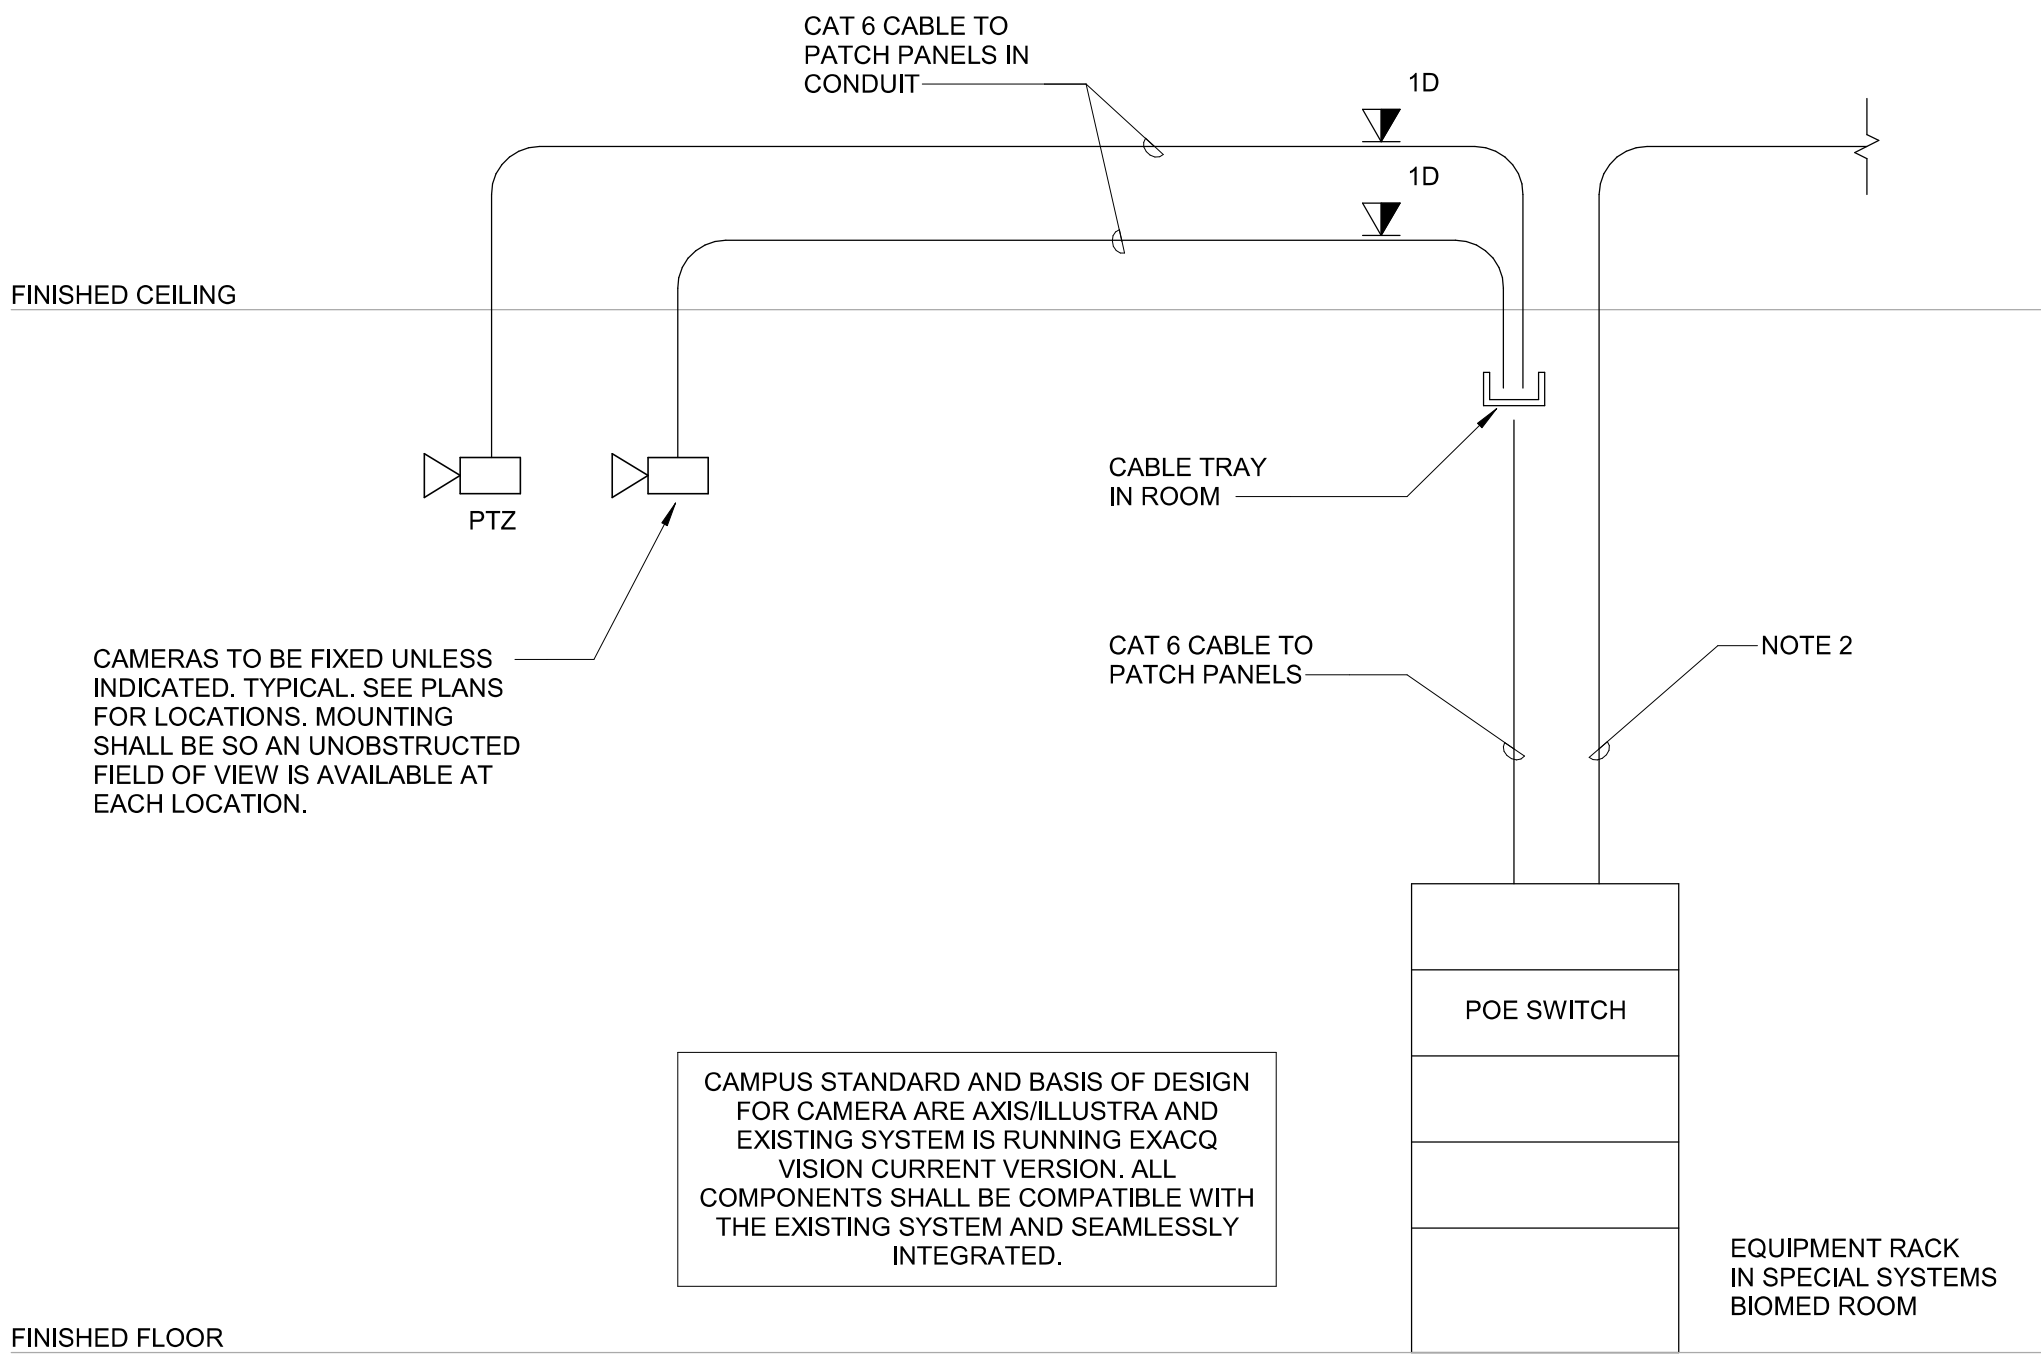 CAT 6 CABLE TO
PATCH PANELS IN
CONDUIT
1D
1D
FINISHED CEILING
CABLE TRAY
IN ROOM
PTZ
CAMERAS TO BE FIXED UNLESS
INDICATED. TYPICAL. SEE PLANS
FOR LOCATIONS. MOUNTING
SHALL BE SO AN UNOBSTRUCTED
FIELD OF VIEW IS AVAILABLE AT
EACH LOCATION.
CAT 6 CABLE TO
PATCH PANELS
NOTE 2
POE SWITCH
CAMPUS STANDARD AND BASIS OF DESIGN
FOR CAMERA ARE AXIS/ILLUSTRA AND
EXISTING SYSTEM IS RUNNING EXACQ
VISION CURRENT VERSION. ALL
COMPONENTS SHALL BE COMPATIBLE WITH
THE EXISTING SYSTEM AND SEAMLESSLY
INTEGRATED.
EQUIPMENT RACK
IN SPECIAL SYSTEMS
BIOMED ROOM
FINISHED FLOOR